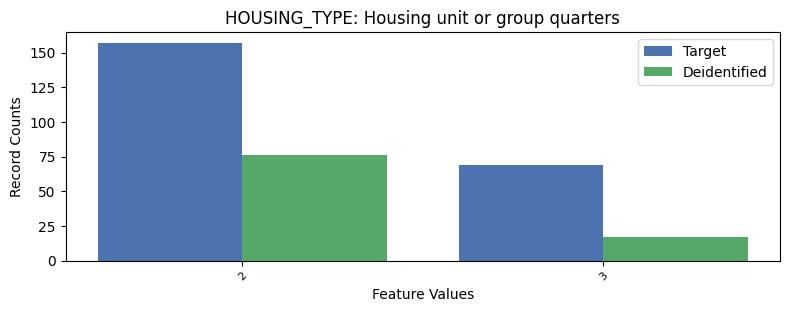 HOUSING_TYPE: Housing unit or group quarters
Target
Deidentified
Record Counts
150
125
100
75
50
25
0
2
3
Feature Values